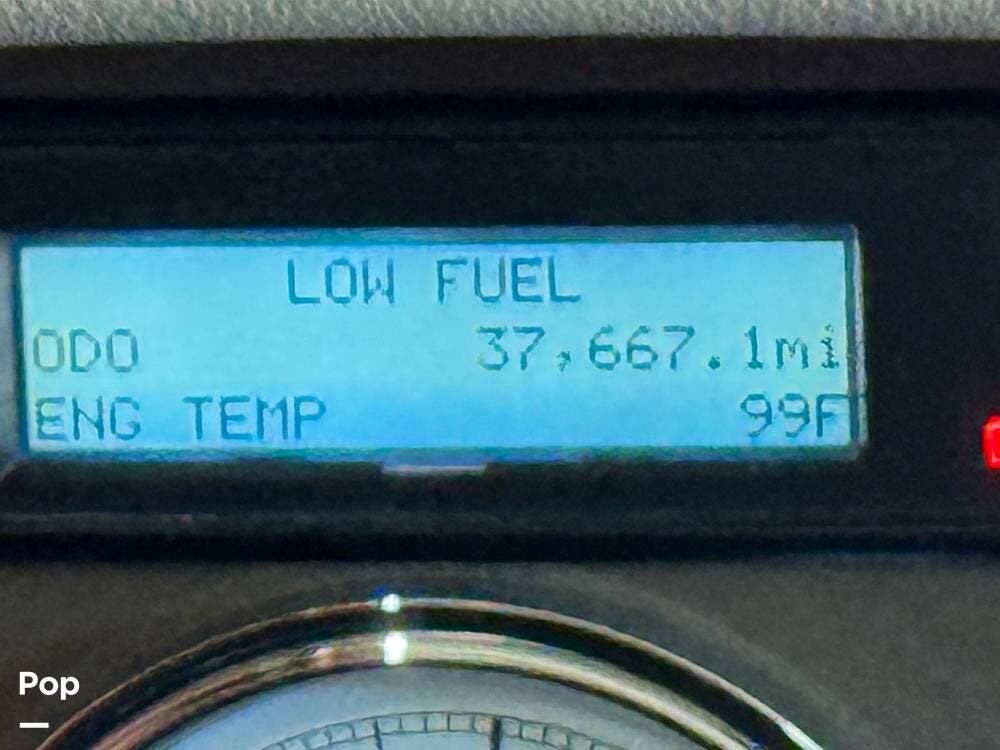 LOW FUEL
ODO 37,667.1mi
ENG TEMP 99F
Pop